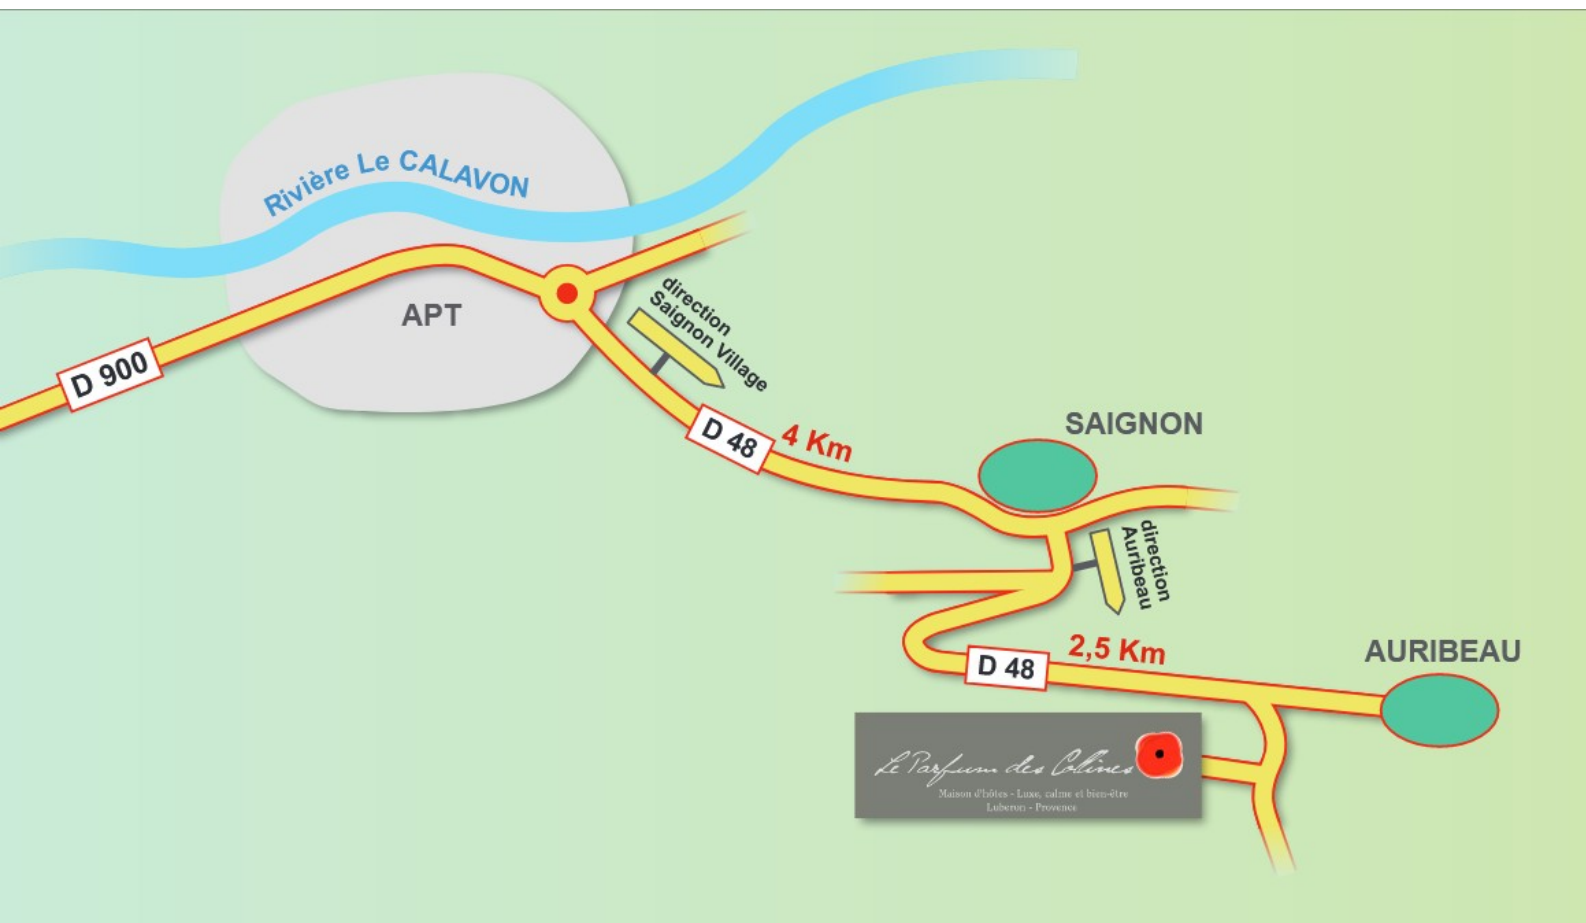 Rivière Le CALAVON
APT
D 900
direction
Saignon Village
D 48
4 Km
SAIGNON
direction
Auribeau
D 48
2,5 Km
AURIBEAU
Le Parfum des Collines
Maison d'hôtes - Luxe, calme et bien-être
Luberon - Provence